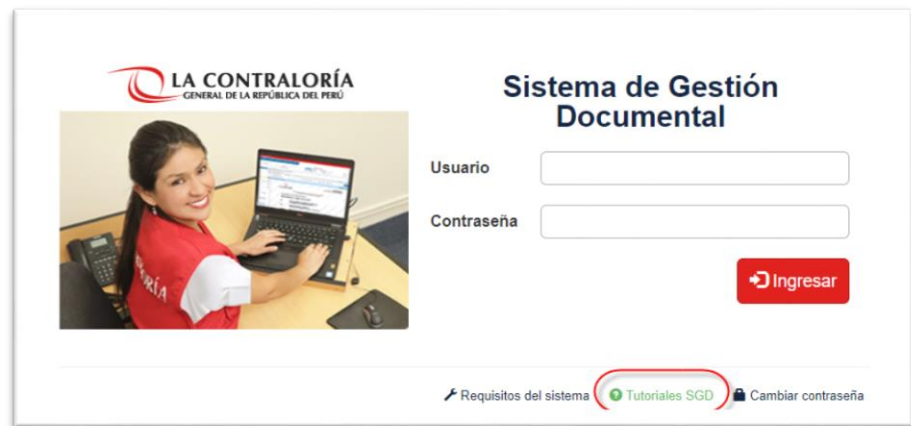 LA CONTRALORÍA
GENERAL DE LA REPÚBLICA DEL PERÚ
Sistema de Gestión
Documental
Usuario
Contraseña
Ingresar
Requisitos del sistema
Tutoriales SGD
Cambiar contraseña